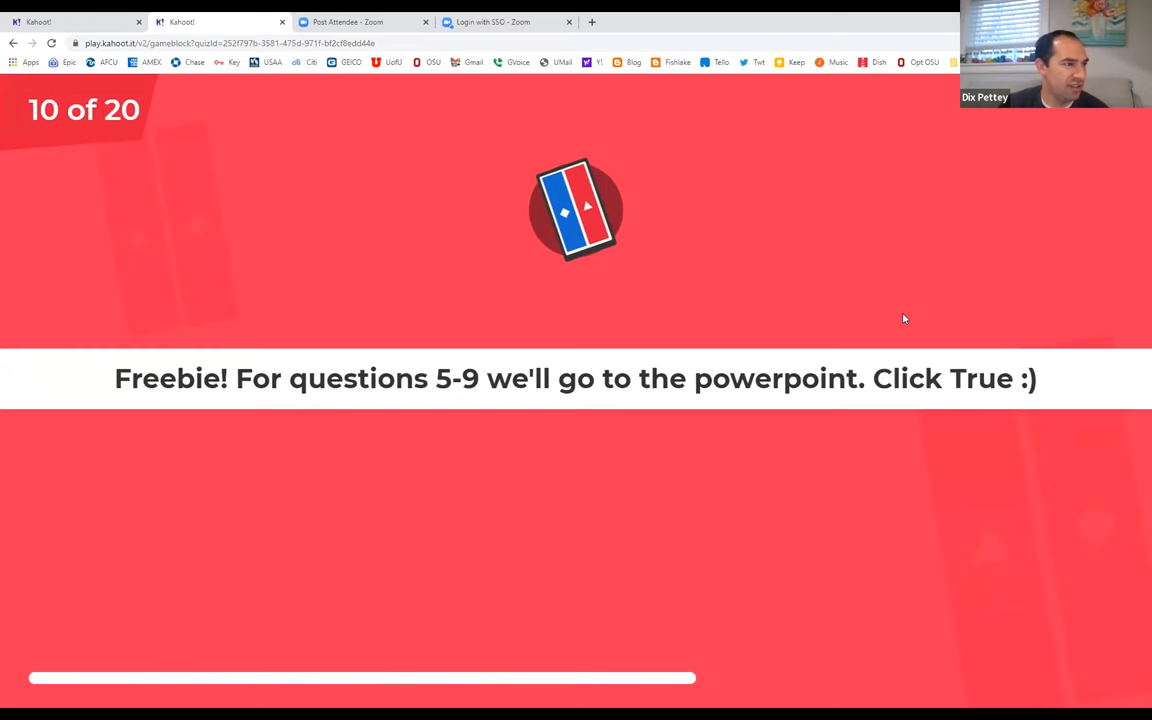 Kahoot!
Kahoot!
Post Attendee - Zoom
Login with SSO - Zoom
play.kahoot.it/v2/gameblock?quizId=252f797b-3581-475d-971f-bf2cf8edd44e
Apps Epic AFCU AMEX Chase Key USAA Citi GEICO UofU OSU Gmail GVoice UMail Y! Blog Fishlake Tello Twt Keep Music Dish Opt OSU
Dix Pettey
10 of 20
Freebie! For questions 5-9 we'll go to the powerpoint. Click True :)